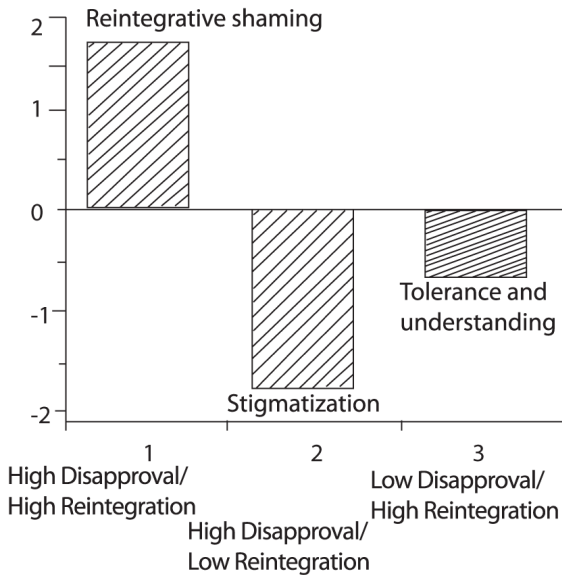 Reintegrative shaming
2
1
0
-1
-2
Tolerance and
understanding
Stigmatization
1
2
3
High Disapproval/
High Reintegration
High Disapproval/
Low Reintegration
Low Disapproval/
High Reintegration